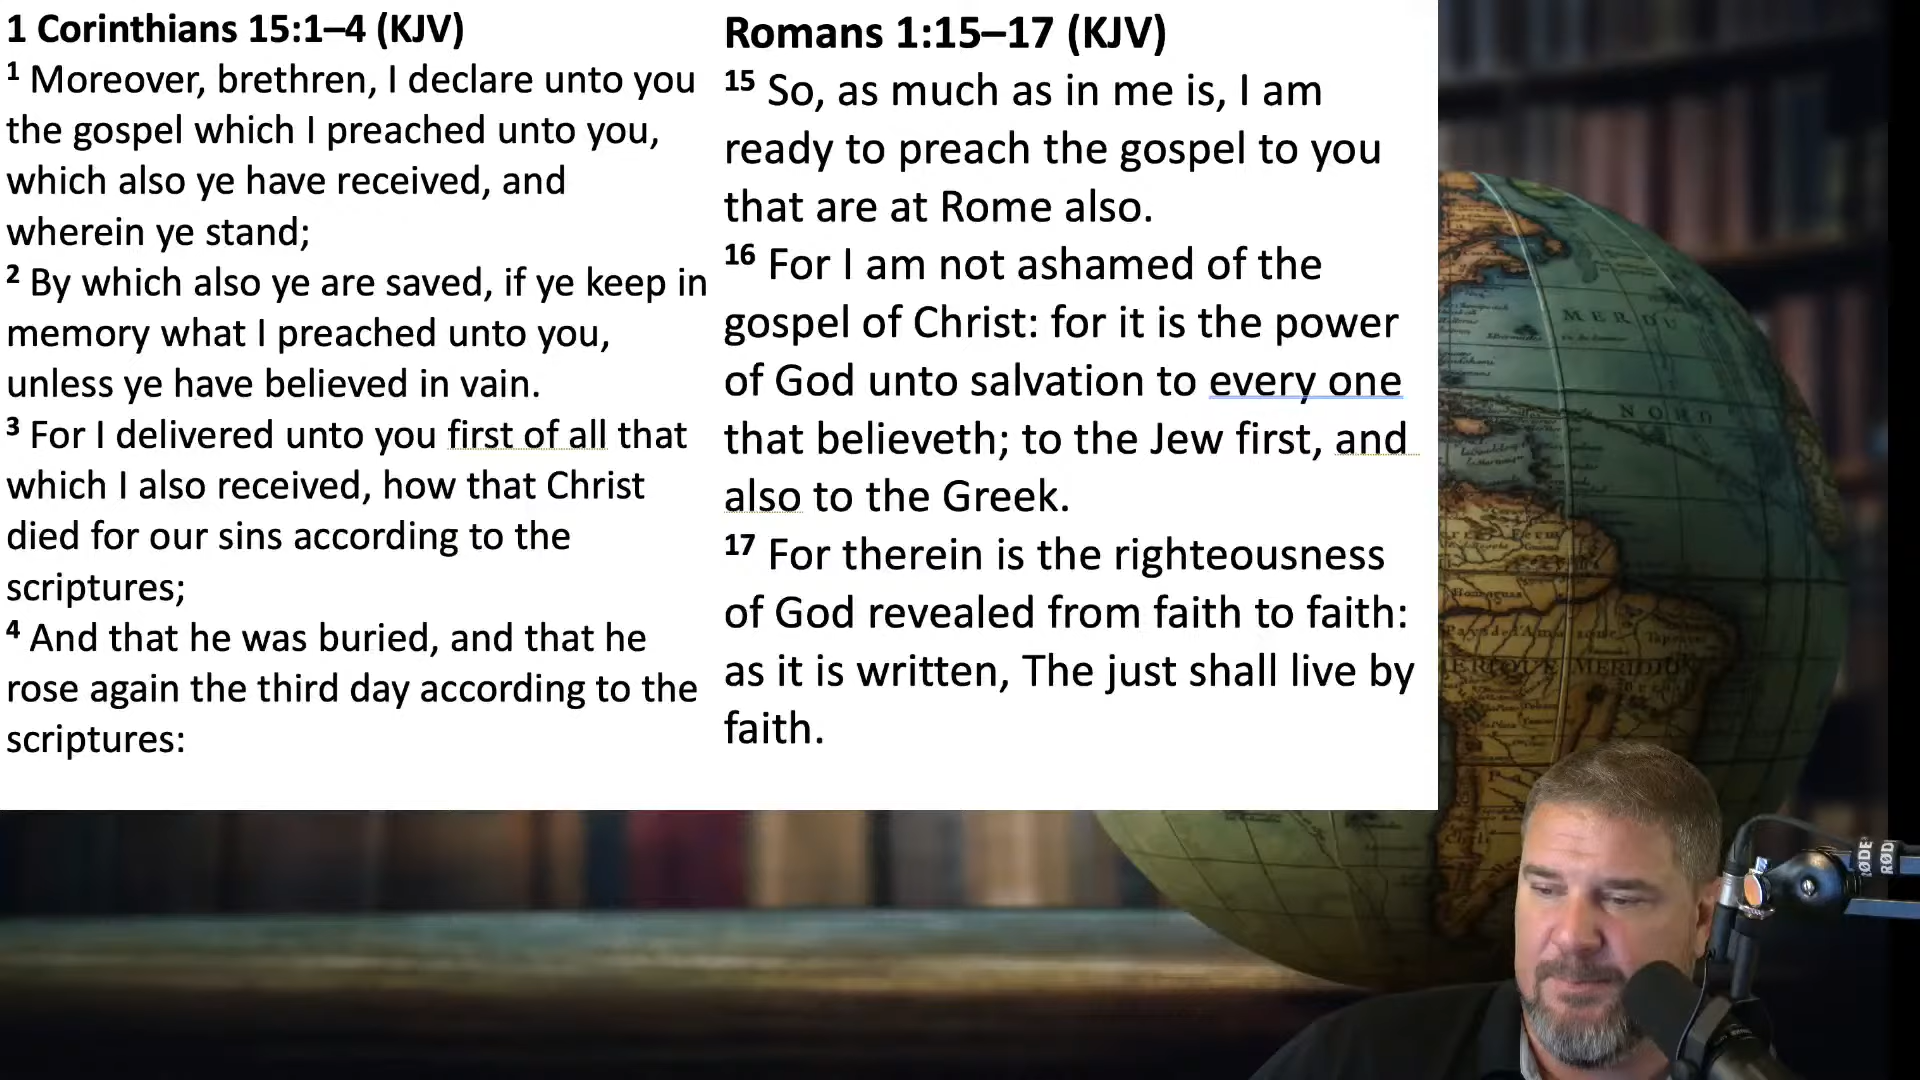 1 Corinthians 15:1–4 (KJV)
1 Moreover, brethren, I declare unto you
the gospel which I preached unto you,
which also ye have received, and
wherein ye stand;
2 By which also ye are saved, if ye keep in
memory what I preached unto you,
unless ye have believed in vain.
3 For I delivered unto you first of all that
which I also received, how that Christ
died for our sins according to the
scriptures;
4 And that he was buried, and that he
rose again the third day according to the
scriptures:
Romans 1:15–17 (KJV)
15 So, as much as in me is, I am
ready to preach the gospel to you
that are at Rome also.
16 For I am not ashamed of the
gospel of Christ: for it is the power
of God unto salvation to every one
that believeth; to the Jew first, and
also to the Greek.
17 For therein is the righteousness
of God revealed from faith to faith:
as it is written, The just shall live by
faith.
MERDU
NORD
MERIDIO
RØDE
RØD